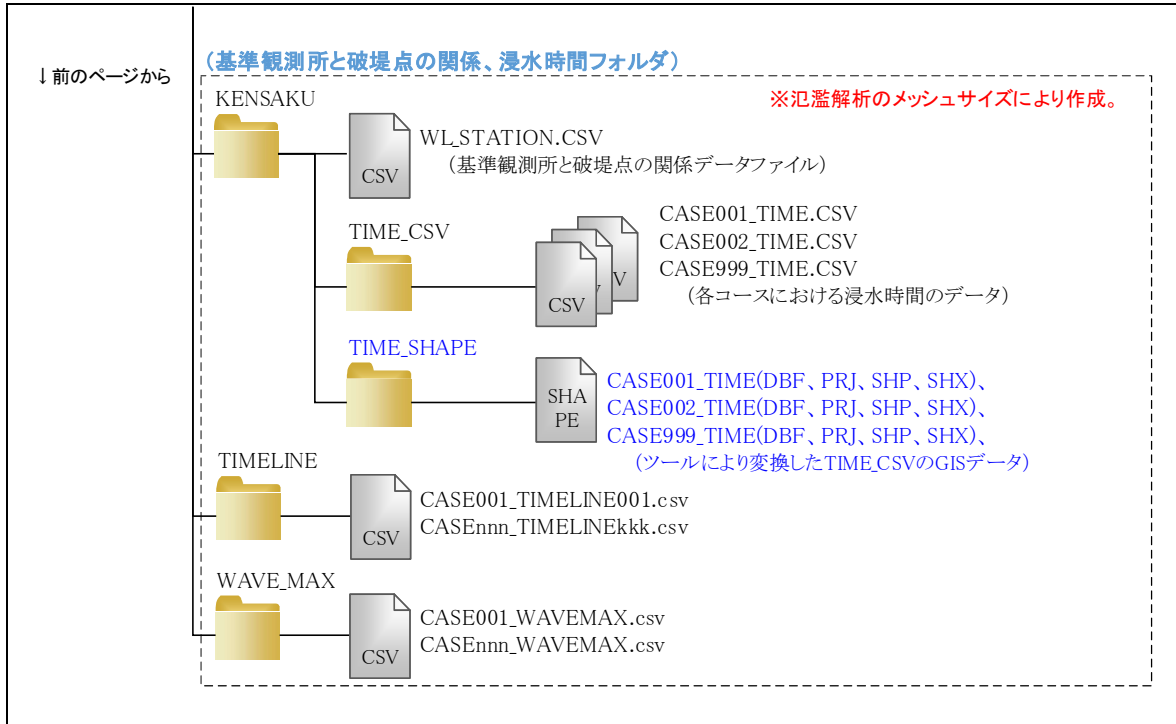 ↓前のページから
(基準観測所と破堤点の関係、浸水時間フォルダ)
※氾濫解析のメッシュサイズにより作成。
KENSAKU
CSV
WL_STATION.CSV
(基準観測所と破堤点の関係データファイル)
TIME_CSV
CSV
V
V
CASE001_TIME.CSV
CASE002_TIME.CSV
CASE999_TIME.CSV
(各コースにおける浸水時間のデータ)
TIME_SHAPE
SHA
PE
CASE001_TIME(DBF、PRJ、SHP、SHX)、
CASE002_TIME(DBF、PRJ、SHP、SHX)、
CASE999_TIME(DBF、PRJ、SHP、SHX)、
(ツールにより変換したTIME_CSVのGISデータ)
TIMELINE
CSV
CASE001_TIMELINE001.csv
CASEnnn_TIMELINEkkk.csv
WAVE_MAX
CSV
CASE001_WAVEMAX.csv
CASEnnn_WAVEMAX.csv